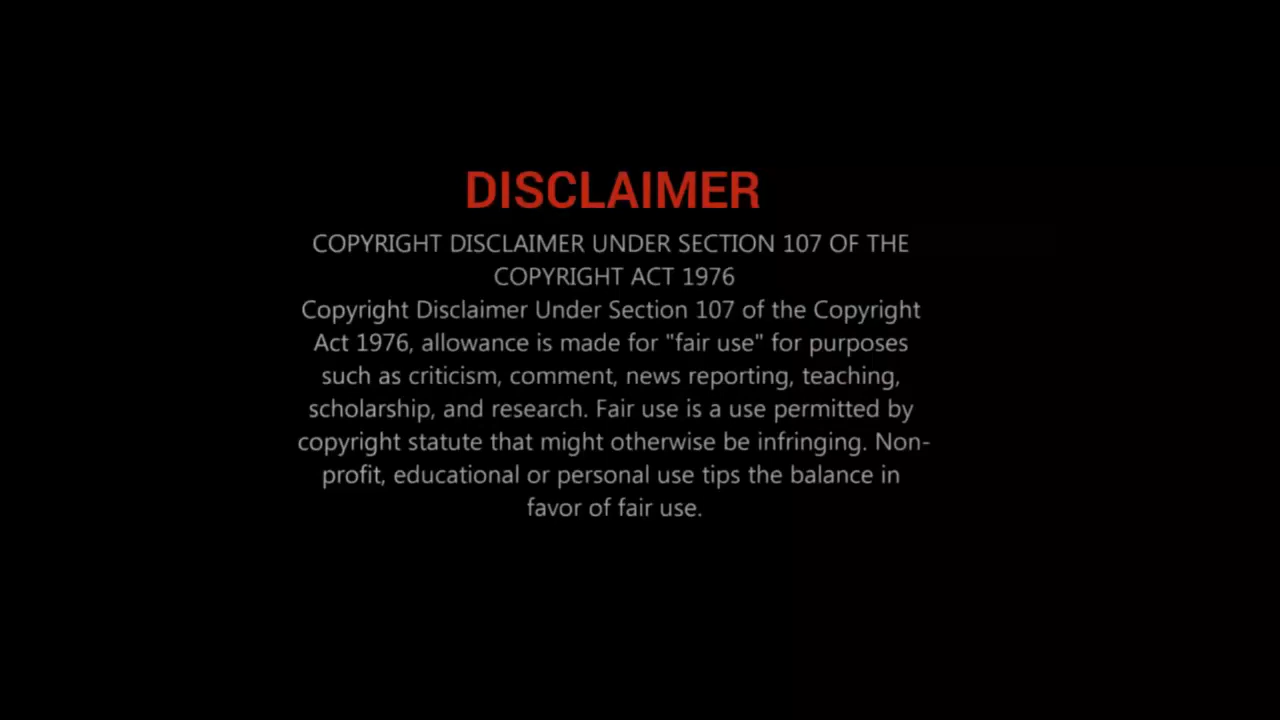 DISCLAIMER
COPYRIGHT DISCLAIMER UNDER SECTION 107 OF THE
COPYRIGHT ACT 1976
Copyright Disclaimer Under Section 107 of the Copyright
Act 1976, allowance is made for "fair use" for purposes
such as criticism, comment, news reporting, teaching,
scholarship, and research. Fair use is a use permitted by
copyright statute that might otherwise be infringing. Non-
profit, educational or personal use tips the balance in
favor of fair use.